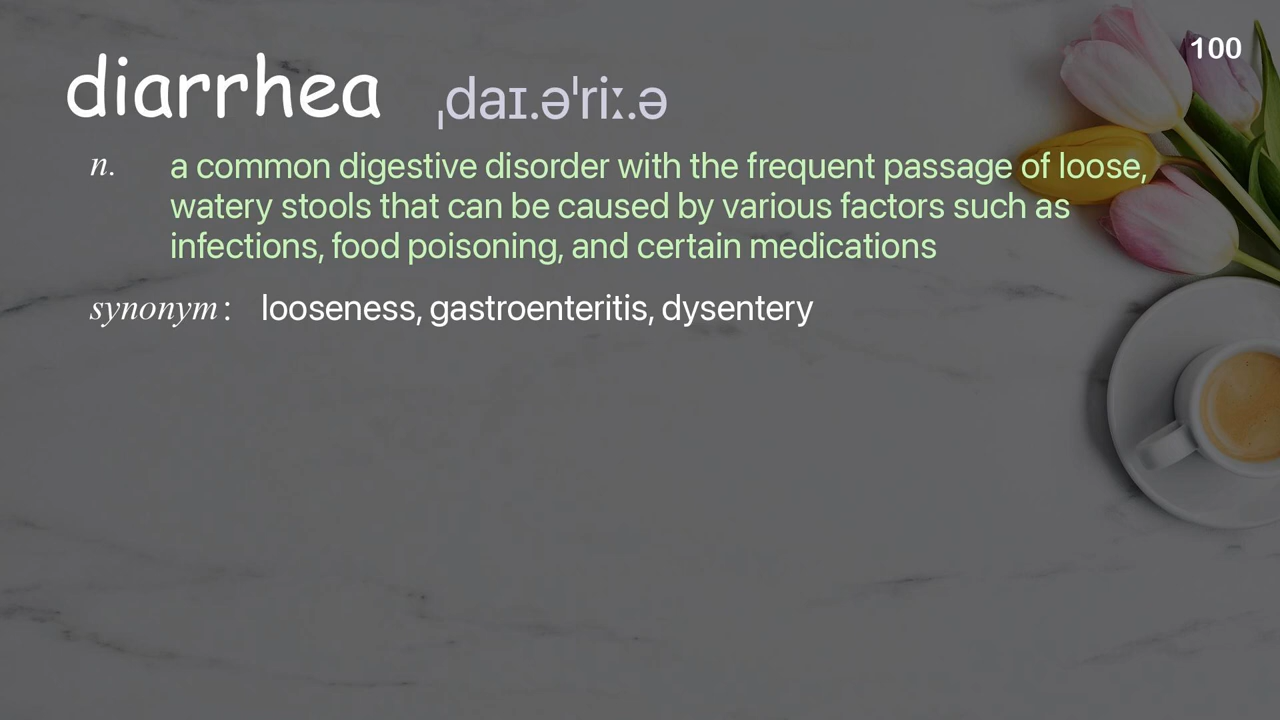 100
diarrhea ˌdaɪ.əˈriː.ə
n. a common digestive disorder with the frequent passage of loose,
watery stools that can be caused by various factors such as
infections, food poisoning, and certain medications
synonym: looseness, gastroenteritis, dysentery